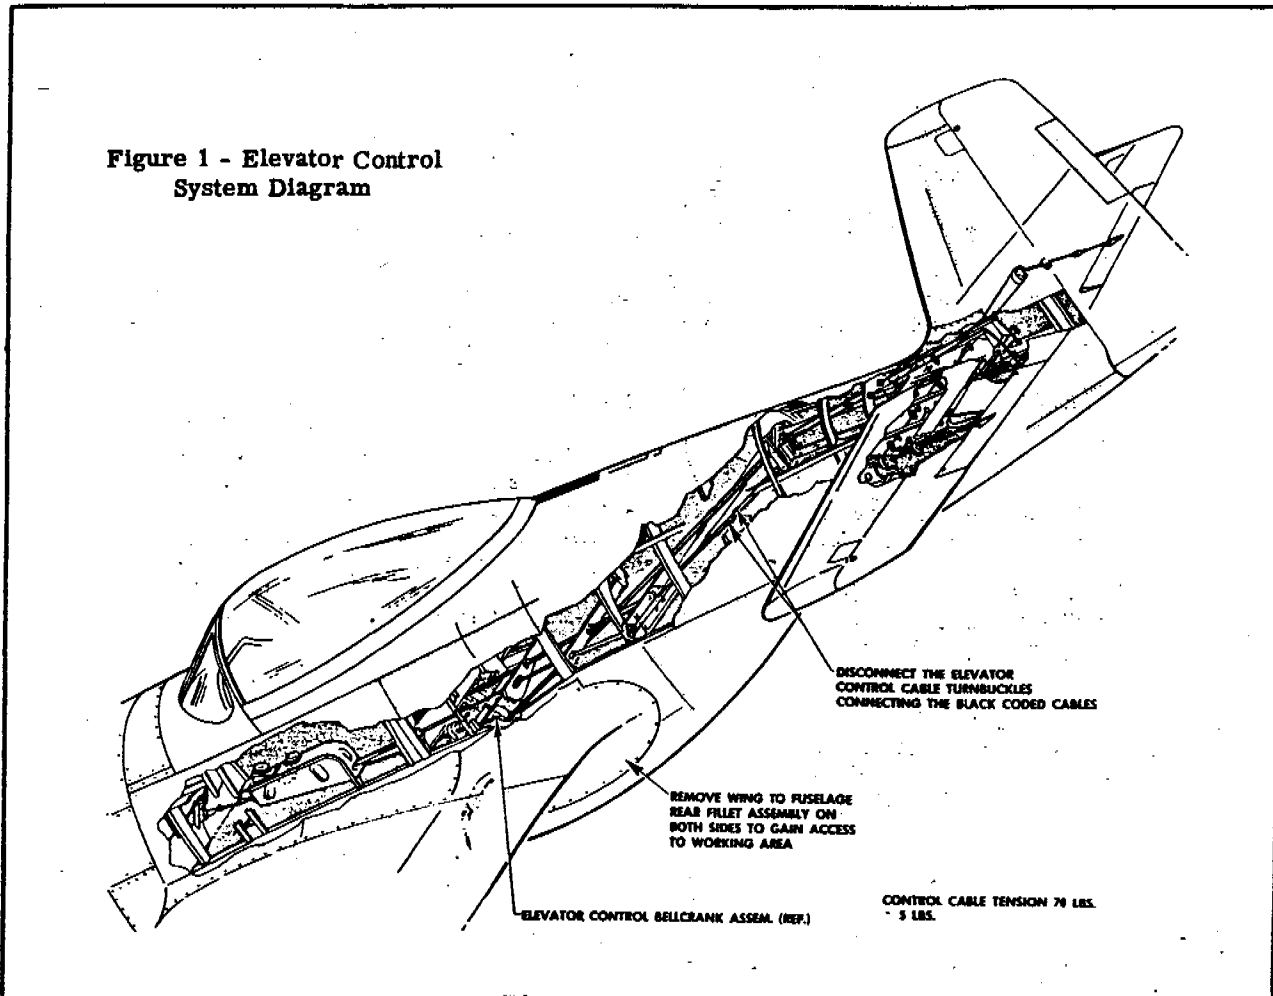 Figure 1 - Elevator Control
System Diagram
DISCONNECT THE ELEVATOR
CONTROL CABLE TURNBUCKLES
CONNECTING THE BLACK CODED CABLES
REMOVE WING TO FUSELAGE
REAR FILLET ASSEMBLY ON
BOTH SIDES TO GAIN ACCESS
TO WORKING AREA
ELEVATOR CONTROL BELLCRANK ASSEM. (REF.)
CONTROL CABLE TENSION 70 LBS.
- 5 LBS.